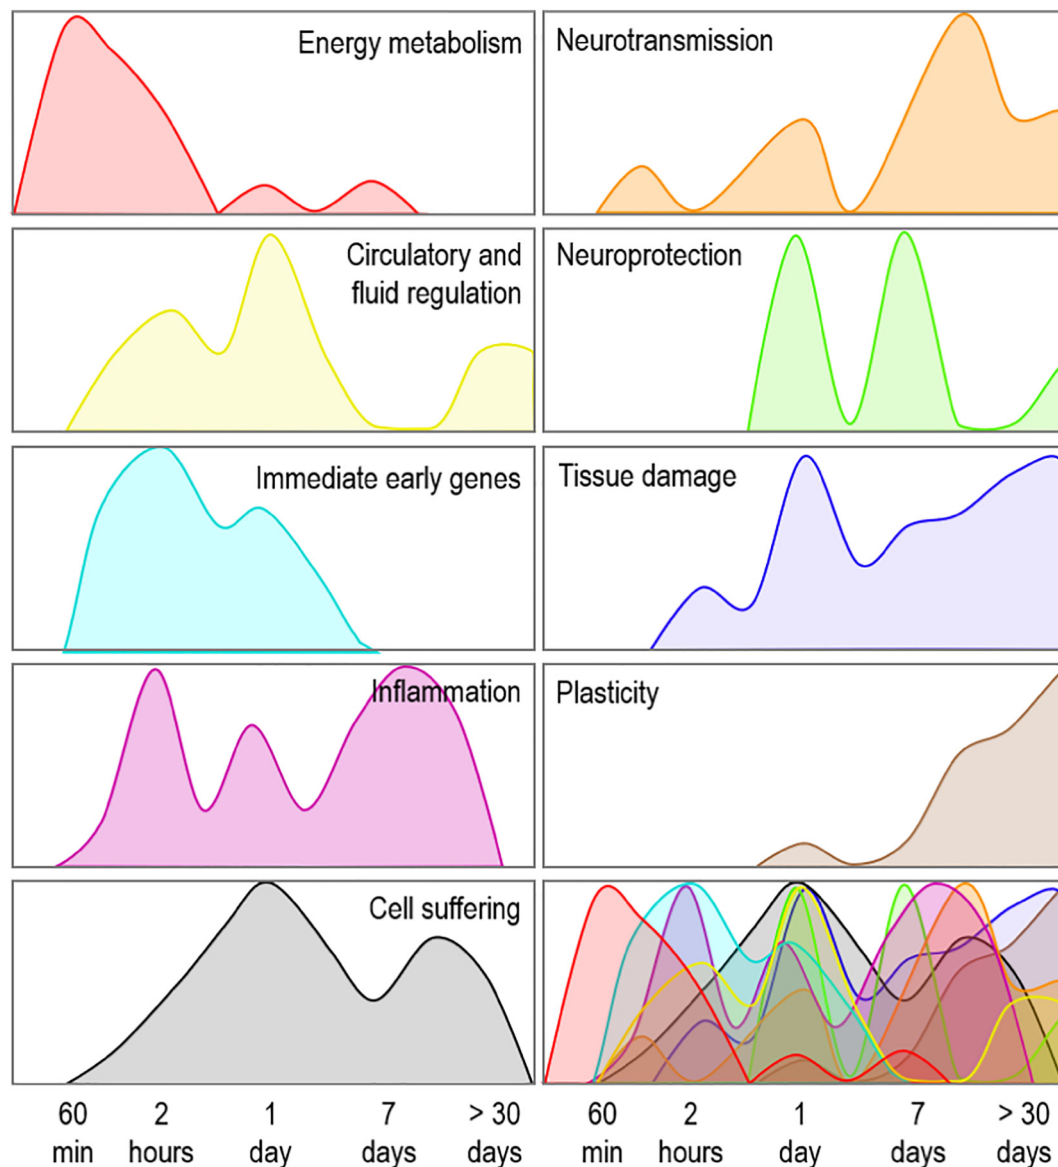 Energy metabolism
Neurotransmission
Circulatory and
fluid regulation
Neuroprotection
Immediate early genes
Tissue damage
Inflammation
Plasticity
Cell suffering
60 2 1 7 > 30
min hours day days days
60 2 1 7 > 30
min hours day days days